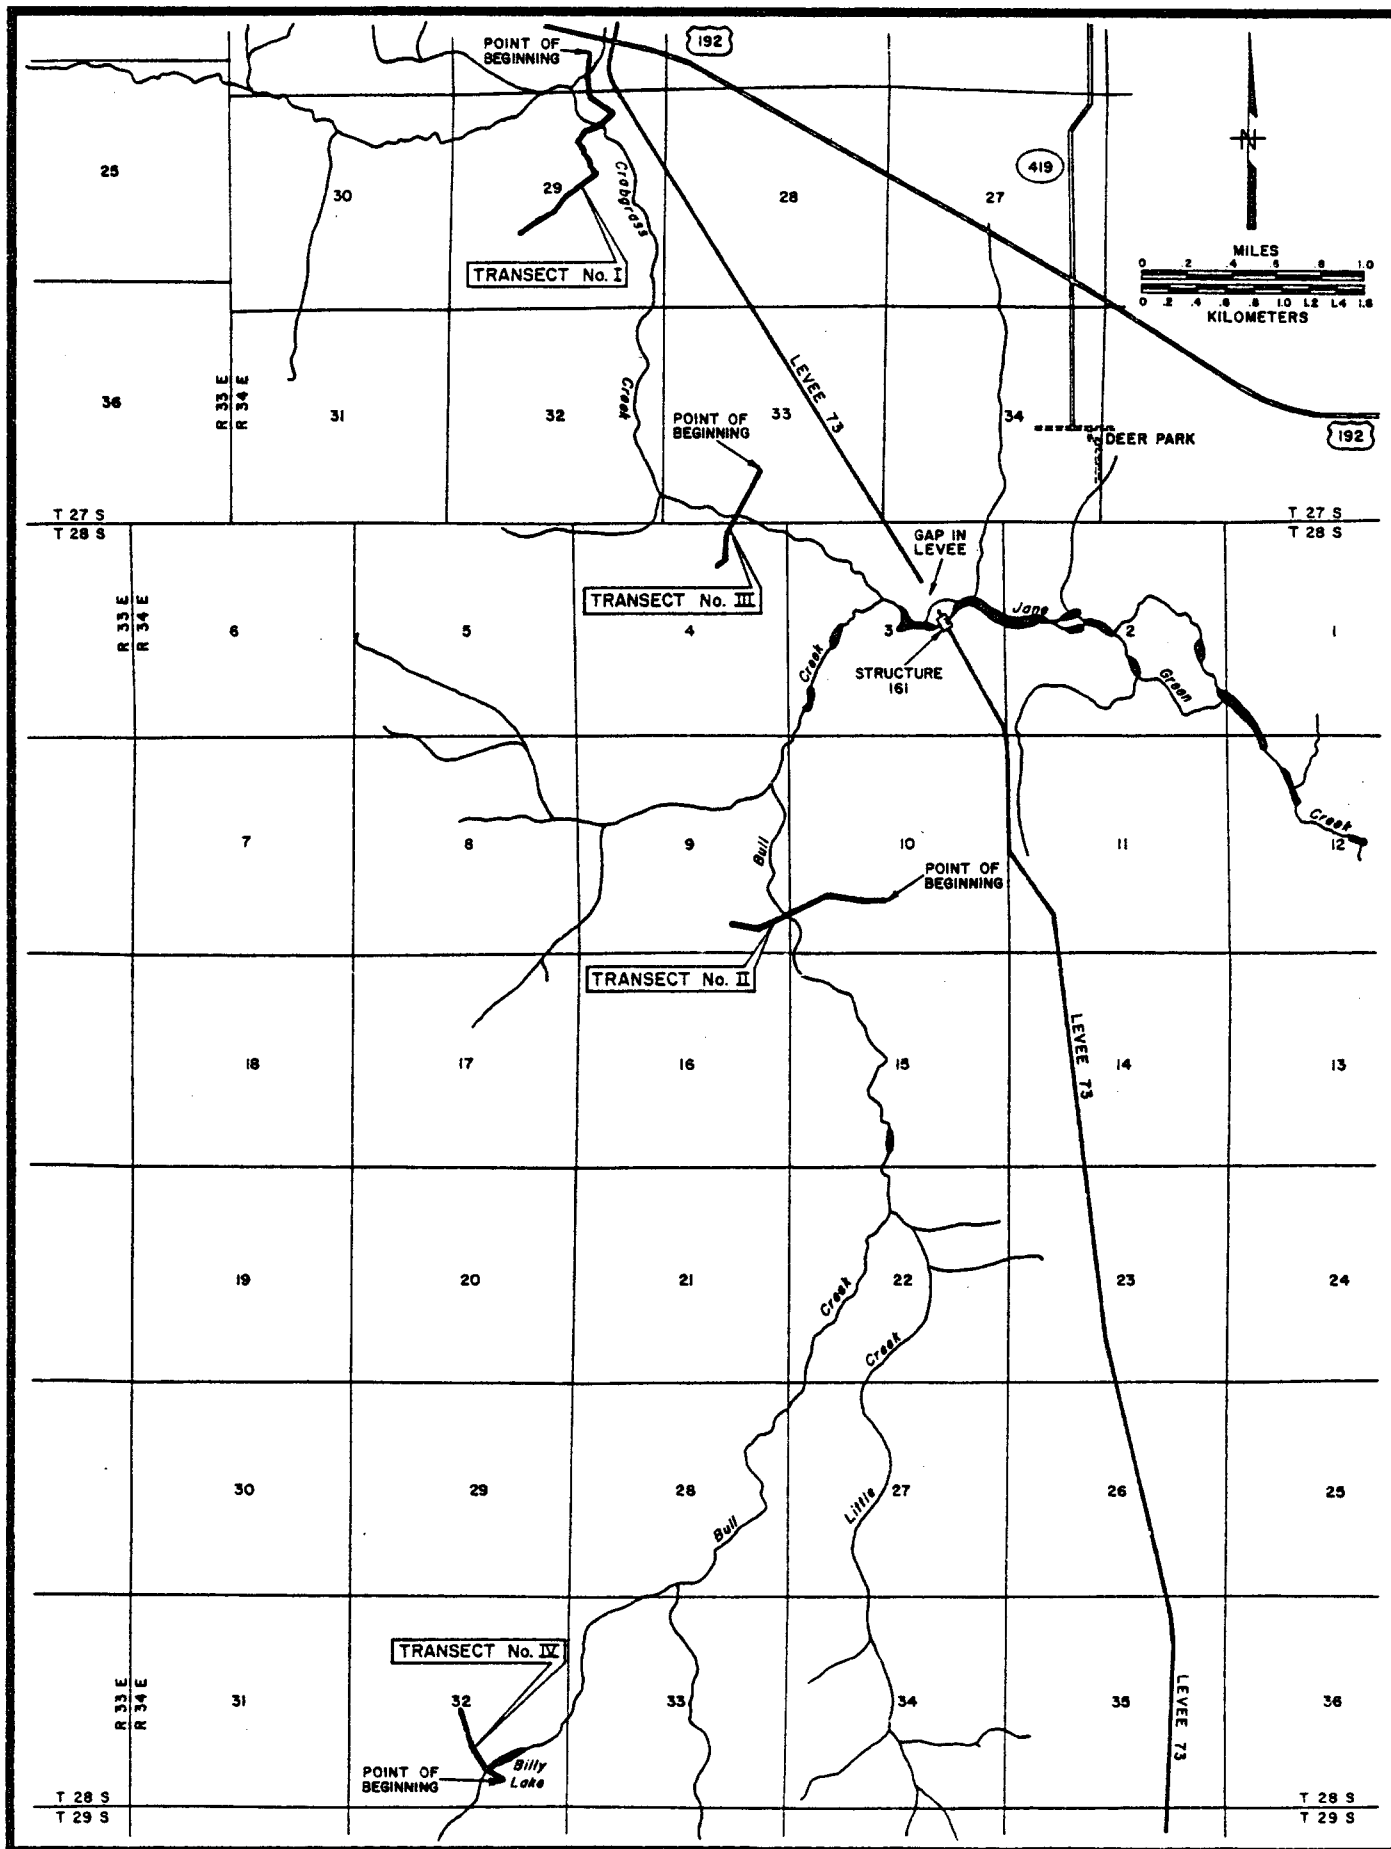 192
POINT OF
BEGINNING
N
419
25
30
29
28
27
Crabgrass
TRANSECT No. I
MILES
0 .2 .4 .6 .8 1.0
0 .2 .4 .6 .8 1.0 1.2 1.4 1.6
KILOMETERS
36
R 33 E
R 34 E
31
32
Creek
33
LEVEE 73
34
POINT OF
BEGINNING
DEER PARK
192
T 27 S
T 28 S
T 27 S
T 28 S
GAP IN
LEVEE
TRANSECT No. III
R 33 E
R 34 E
6
5
4
3
Jane
2
1
Creek
STRUCTURE
161
Green
7
8
9
Bull
10
11
Creek
12
POINT OF
BEGINNING
TRANSECT No. II
18
17
16
15
LEVEE 73
14
13
19
20
21
Creek
22
23
24
Creek
30
29
28
Bull
Little
27
26
25
TRANSECT No. IV
R 33 E
R 34 E
31
32
33
34
35
LEVEE 73
36
POINT OF
BEGINNING
Billy
Lake
T 28 S
T 29 S
T 28 S
T 29 S